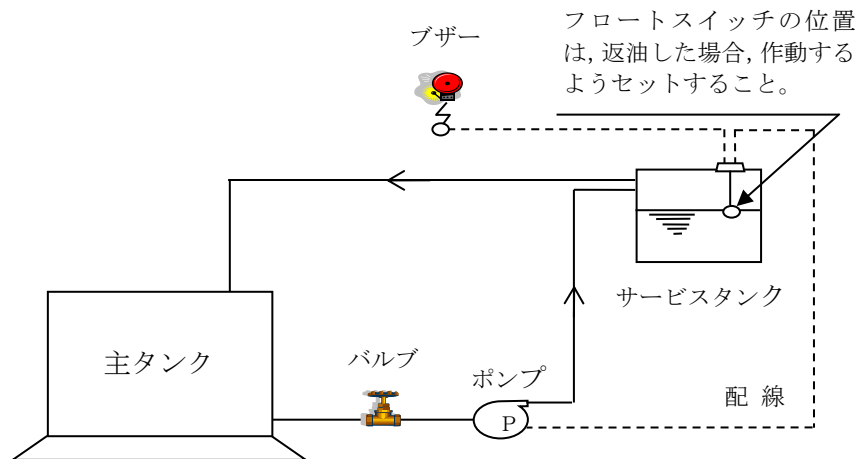 フロートスイッチの位置
は,返油した場合,作動する
ようセットすること。
ブザー
サービスタンク
主タンク
バルブ
ポンプ
P
配 線